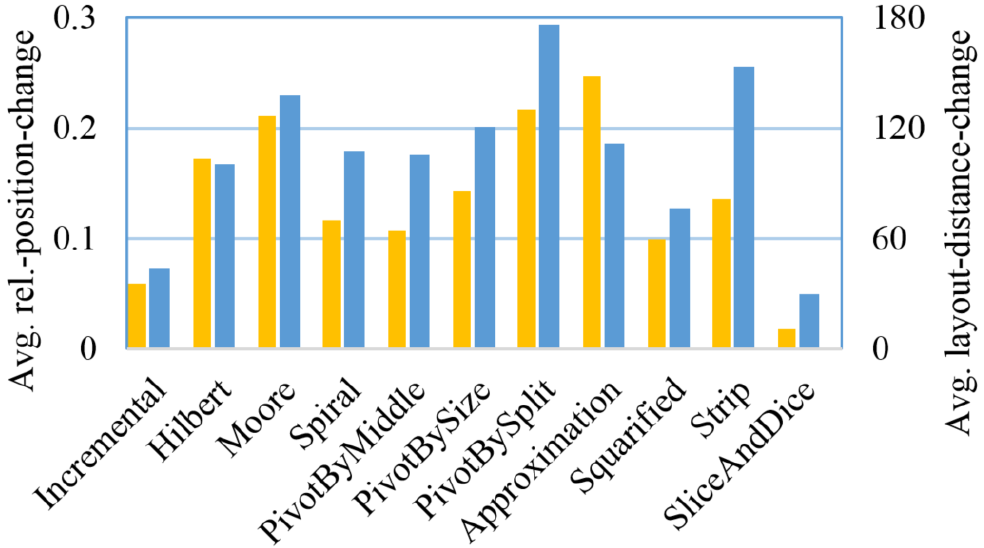 Avg. rel.-position-change
0.3
0.2
0.1
0
180
120
60
0
Avg. layout-distance-change
Incremental
Hilbert
Moore
Spiral
PivotByMiddle
PivotBySize
PivotBySplit
Approximation
Squarified
Strip
SliceAndDice